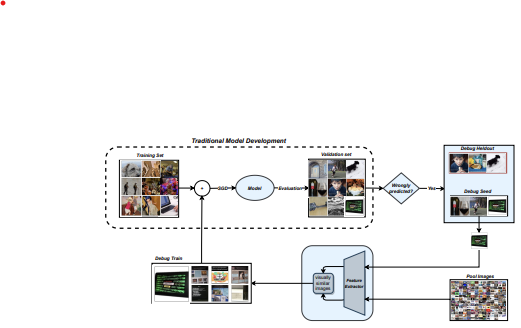 Traditional Model Development
Training Set
Validation set
Debug Heldout
+
SGD
Model
Evaluation
Wrongly
predicted?
Yes
Debug Seed
Debug Train
visually
similar
images
Feature
Extractor
Pool Images